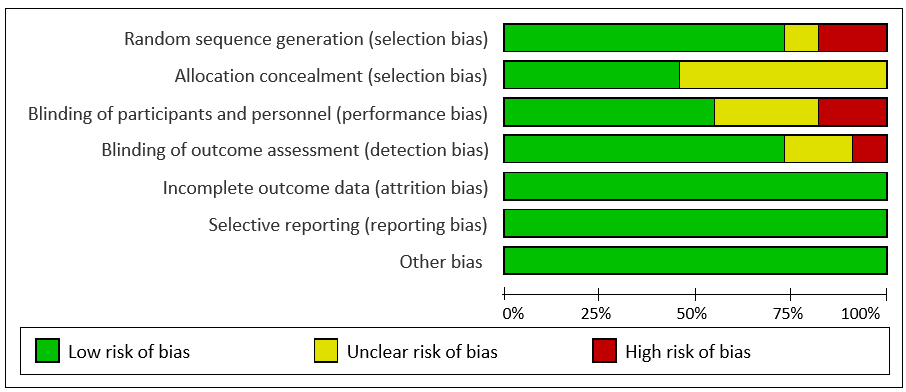 Random sequence generation (selection bias)
Allocation concealment (selection bias)
Blinding of participants and personnel (performance bias)
Blinding of outcome assessment (detection bias)
Incomplete outcome data (attrition bias)
Selective reporting (reporting bias)
Other bias
0% 25% 50% 75% 100%
Low risk of bias Unclear risk of bias High risk of bias